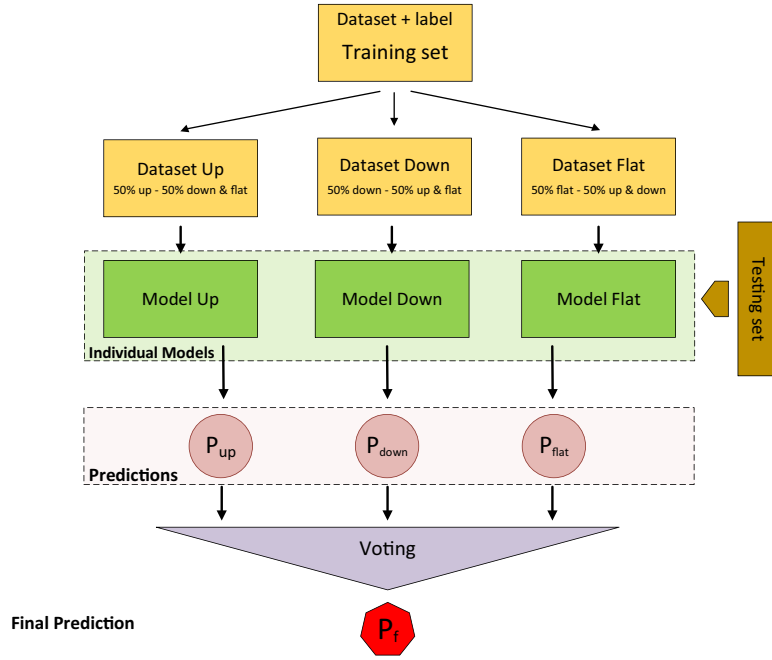 Dataset + label
Training set
Dataset Up
50% up - 50% down & flat
Dataset Down
50% down - 50% up & flat
Dataset Flat
50% flat - 50% up & down
Testing set
Model Up
Model Down
Model Flat
Individual Models
Pup
Pdown
Pflat
Predictions
Voting
Final Prediction
Pf